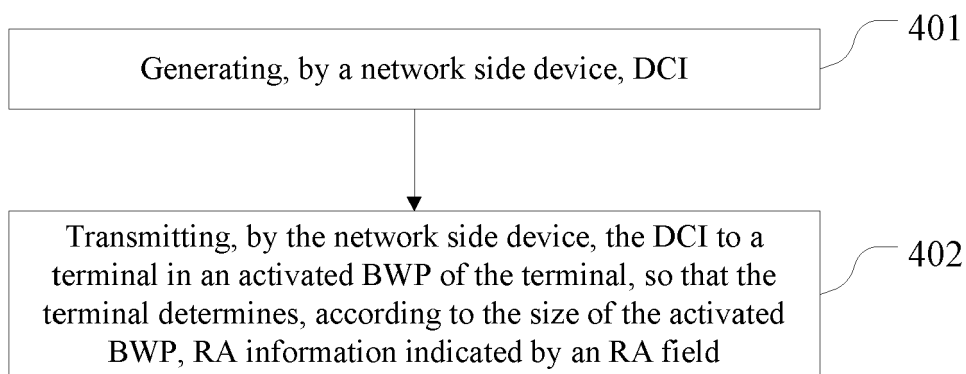 401
Generating, by a network side device, DCI
Transmitting, by the network side device, the DCI to a
terminal in an activated BWP of the terminal, so that the
terminal determines, according to the size of the activated
BWP, RA information indicated by an RA field
402